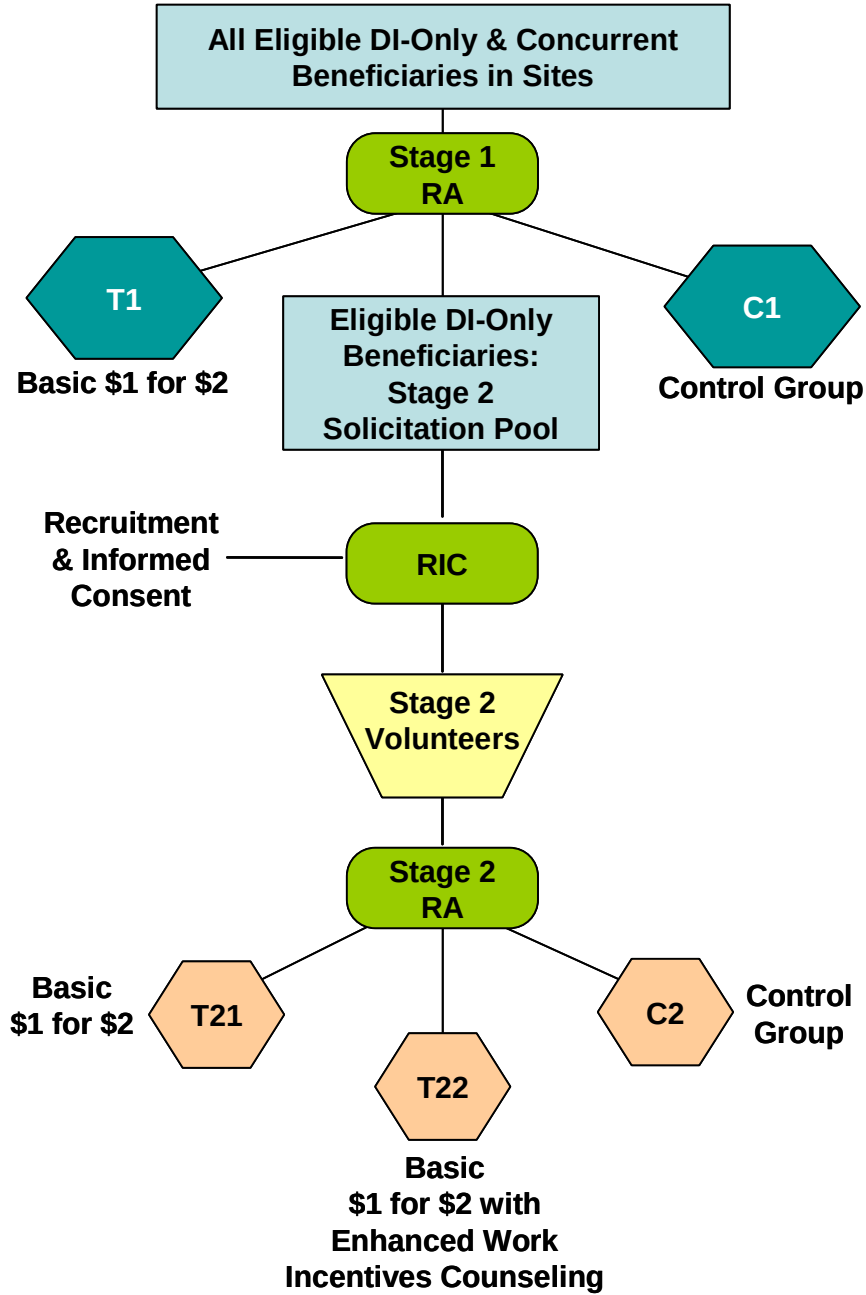 All Eligible DI-Only & Concurrent
Beneficiaries in Sites
Stage 1
RA
T1
Basic $1 for $2
Eligible DI-Only
Beneficiaries:
Stage 2
Solicitation Pool
C1
Control Group
Recruitment
& Informed
Consent
RIC
Stage 2
Volunteers
Stage 2
RA
Basic
$1 for $2
T21
T22
Basic
$1 for $2 with
Enhanced Work
Incentives Counseling
C2
Control
Group